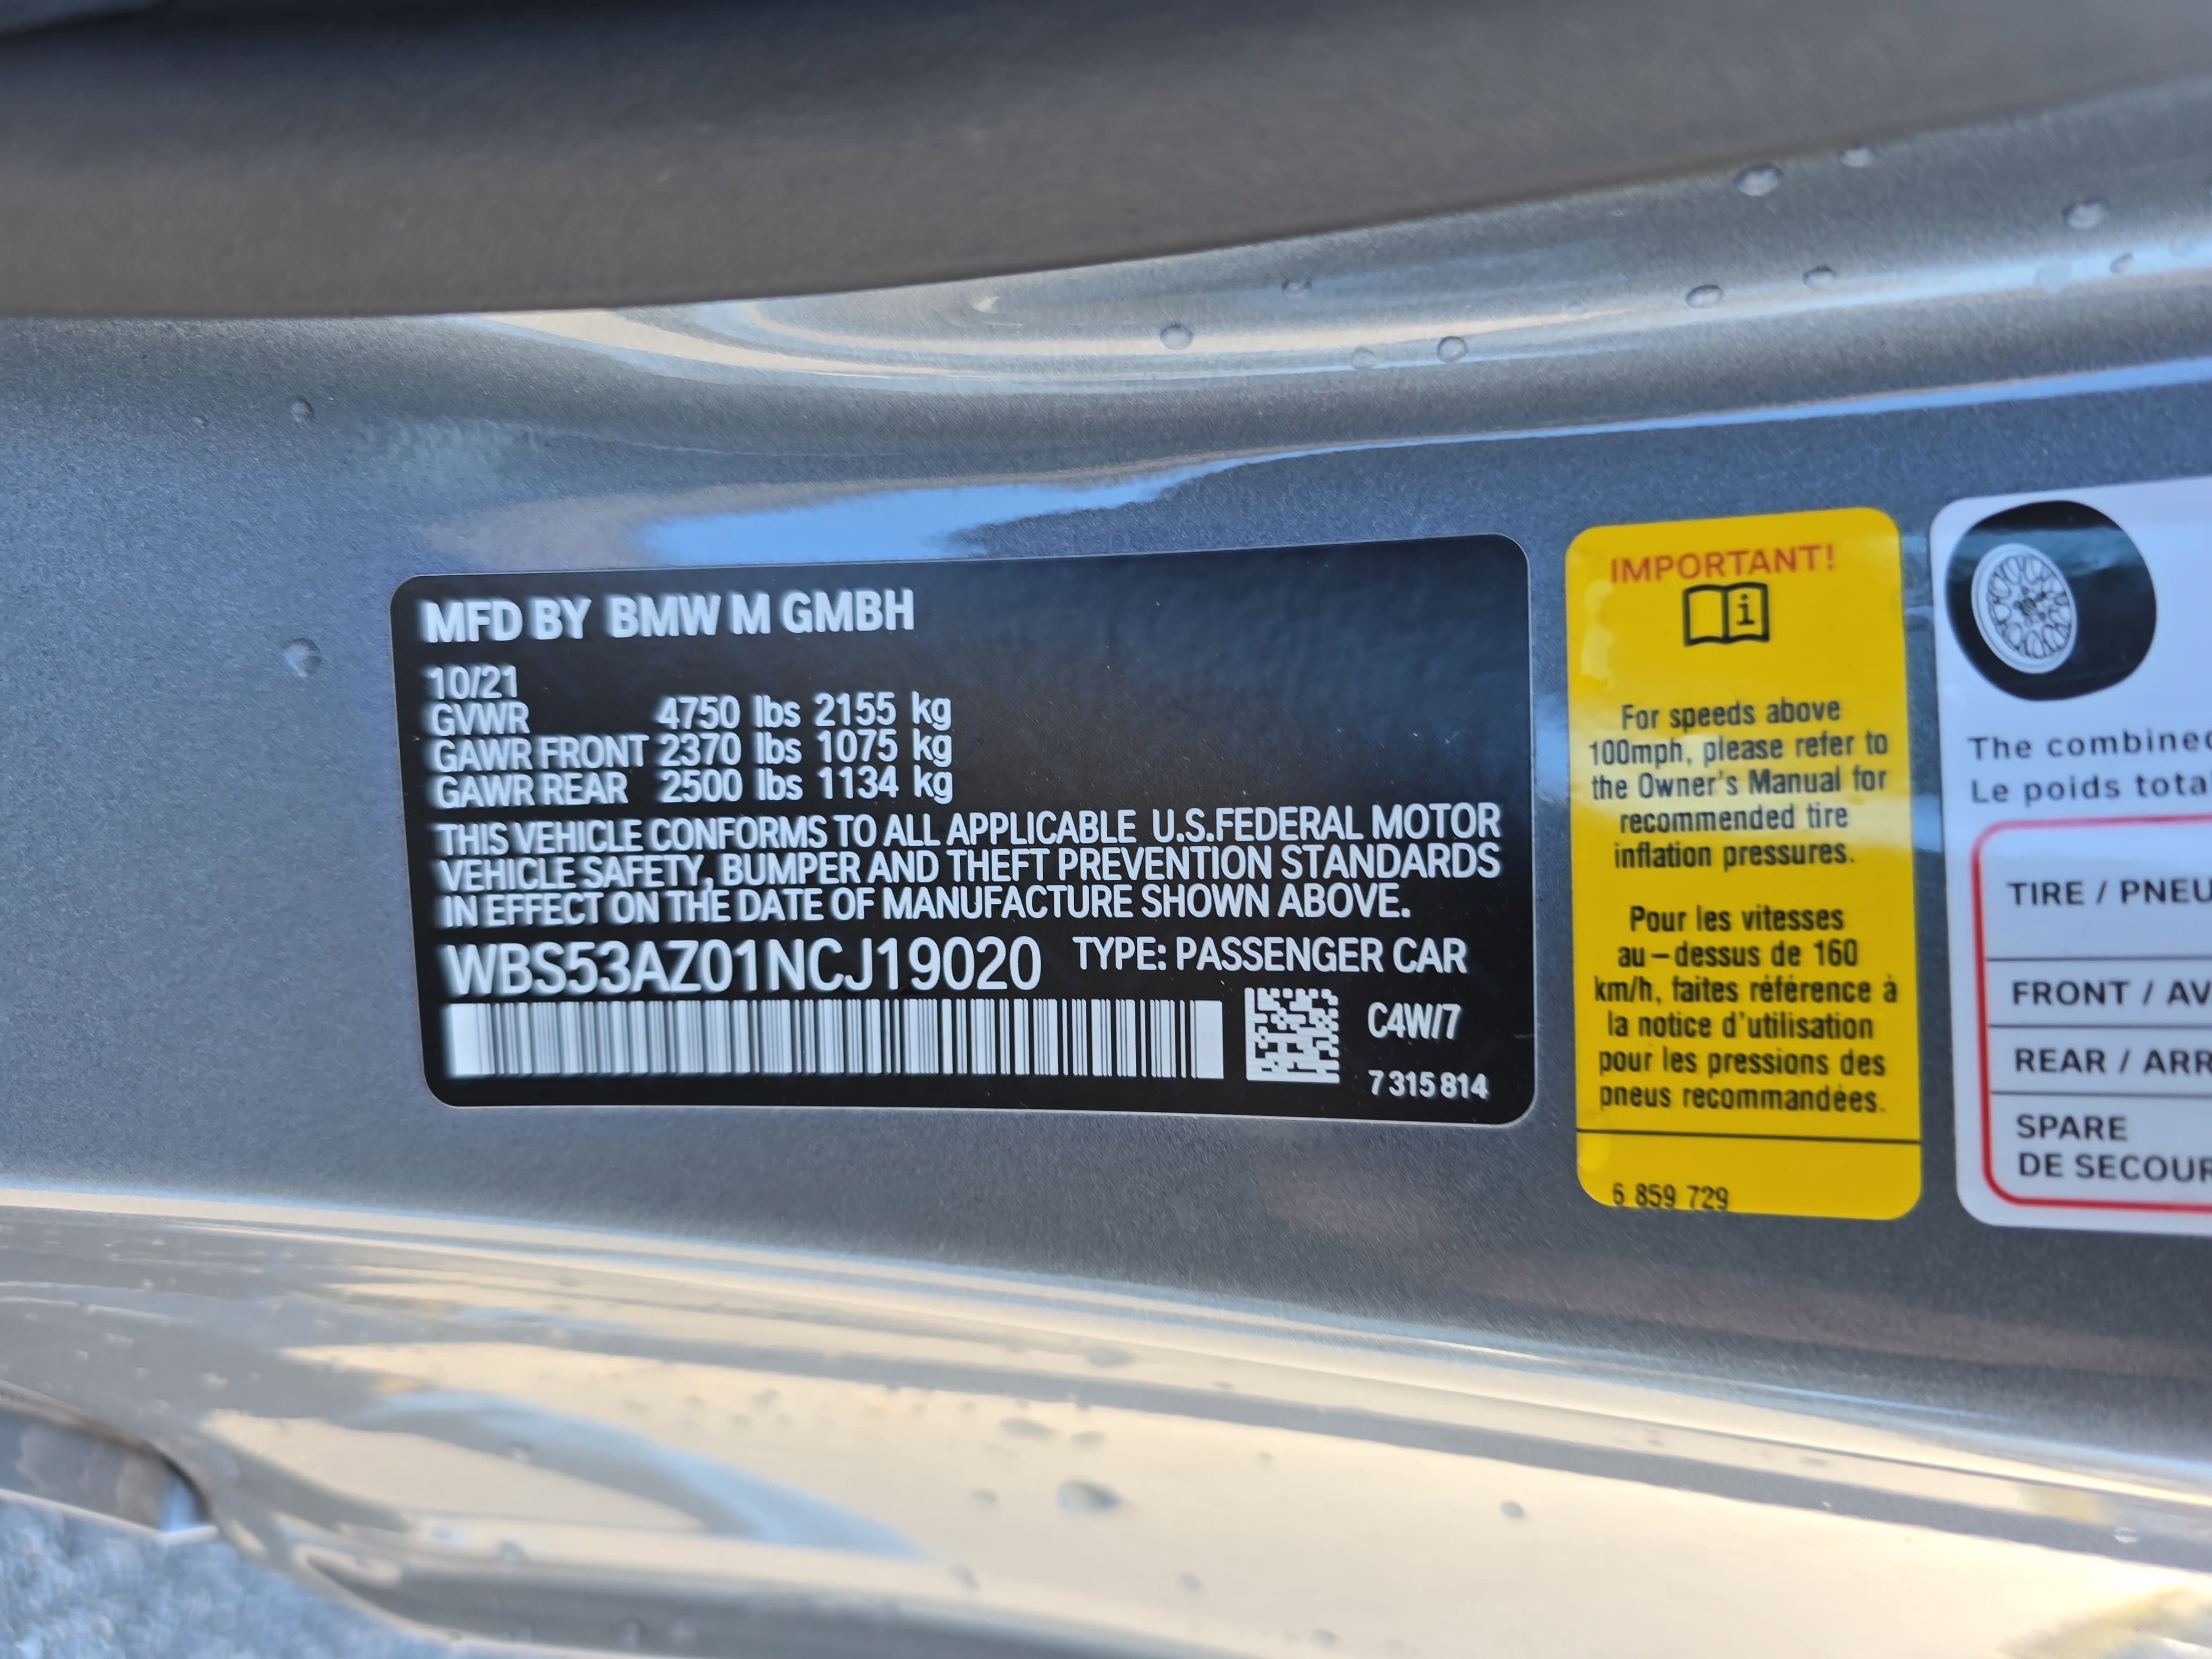 MFD BY BMW M GMBH
10/21
GVWR 4750 lbs 2155 kg
GAWR FRONT 2370 lbs 1075 kg
GAWR REAR 2500 lbs 1134 kg
THIS VEHICLE CONFORMS TO ALL APPLICABLE U.S.FEDERAL MOTOR
VEHICLE SAFETY, BUMPER AND THEFT PREVENTION STANDARDS
IN EFFECT ON THE DATE OF MANUFACTURE SHOWN ABOVE.
WBS53AZ01NCJ19020 TYPE: PASSENGER CAR
C4W/7
7 315 814
IMPORTANT!
i
For speeds above
100mph, please refer to
the Owner's Manual for
recommended tire
inflation pressures.
Pour les vitesses
au-dessus de 160
km/h, faites référence à
la notice d'utilisation
pour les pressions des
pneus recommandées.
6 859 729
The combined
Le poids total
TIRE / PNEU
FRONT / AV
REAR / ARR
SPARE
DE SECOUR